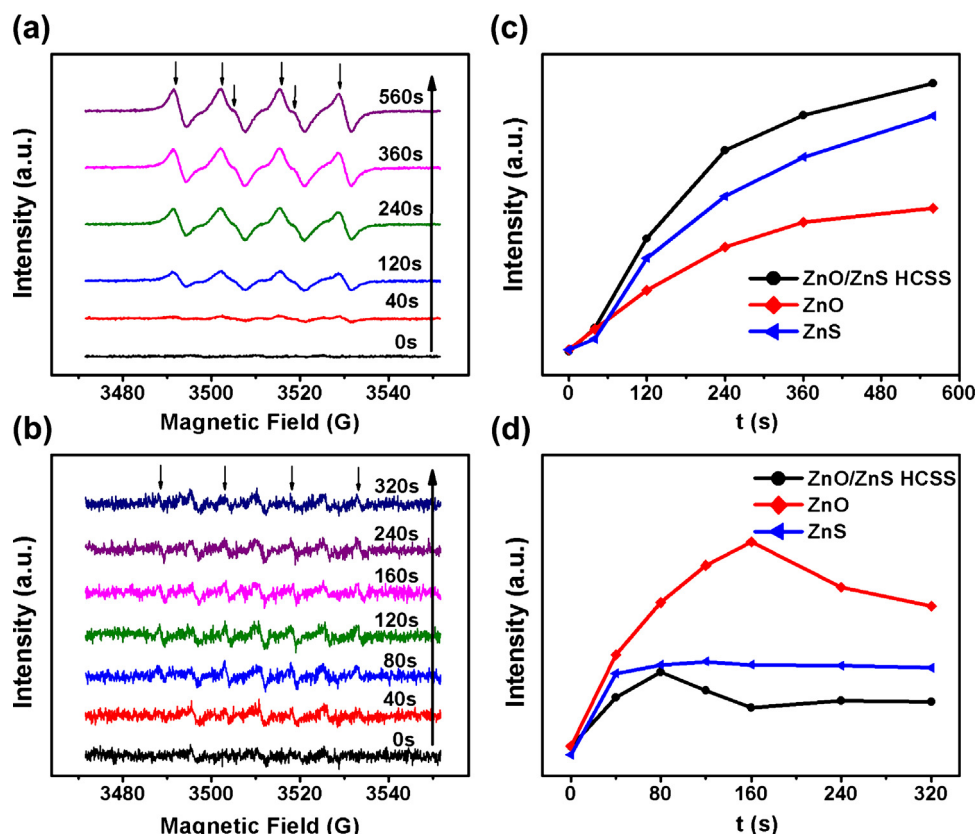 (a)
560s
360s
240s
120s
40s
0s
Intensity (a.u.)
3480 3500 3520 3540
Magnetic Field (G)
(c)
Intensity (a.u.)
ZnO/ZnS HCSS
ZnO
ZnS
0 120 240 360 480 600
t (s)
(b)
320s
240s
160s
120s
80s
40s
0s
Intensity (a.u.)
3480 3500 3520 3540
Magnetic Field (G)
(d)
ZnO/ZnS HCSS
ZnO
ZnS
Intensity (a.u.)
0 80 160 240 320
t (s)